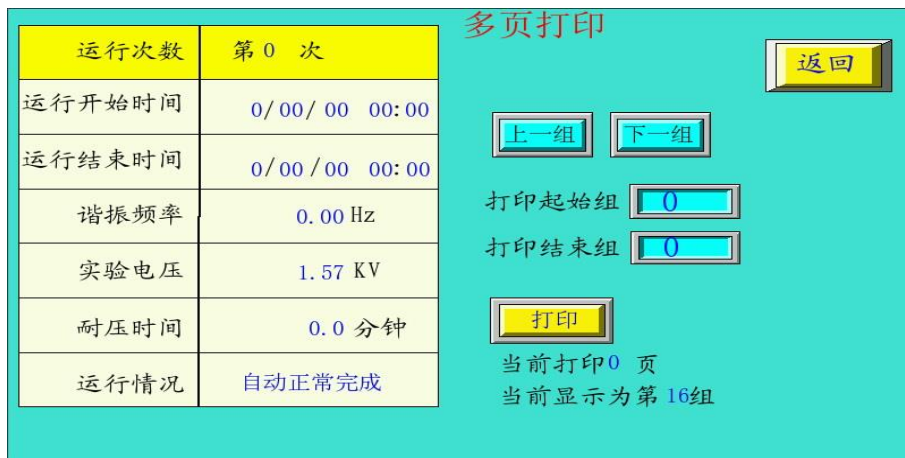 多页打印
返回
运行次数 第0 次
运行开始时间 0/00/00 00:00
运行结束时间 0/00/00 00:00
谐振频率 0.00 Hz
实验电压 1.57 KV
耐压时间 0.0 分钟
运行情况 自动正常完成
上一组 下一组
打印起始组 0
打印结束组 0
打印
当前打印0 页
当前显示为第 16组